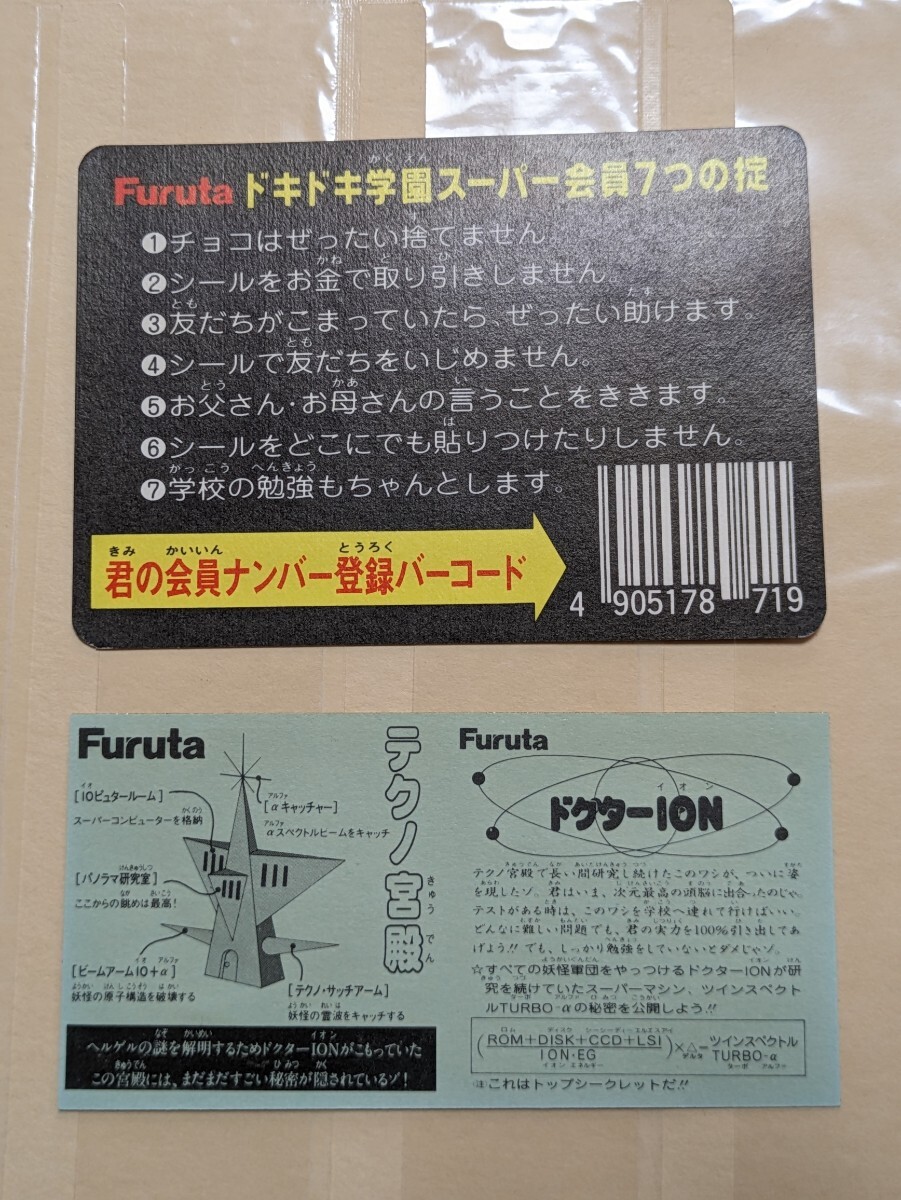 Furuta ドキドキ学園スーパー会員7つの掟
①チョコはぜったい捨てません。
②シールをお金で取り引きしません。
③友だちがこまっていたら、ぜったい助けます。
④シールで友だちをいじめません。
⑤お父さん・お母さんの言うことをききます。
⑥シールをどこにでも貼りつけたりしません。
⑦学校の勉強もちゃんとします。
君の会員ナンバー登録バーコード
4 905178 719
Furuta
テクノ宮殿
[IOピュタールーム]
スーパーコンピューターを格納
[αキャッチャー]
αスペクトルビームをキャッチ
[パノラマ研究室]
ここからの眺めは最高!
[ビームアームIO+α]
妖怪の原子構造を破壊する
[テクノ・サッチアーム]
妖怪の霊波をキャッチする
ヘルゲルの謎を解明するためドクターIONがこもっていた
この宮殿には、まだまだすごい秘密が隠されているゾ!
Furuta
ドクターION
テクノ宮殿で長い間研究し続けたこのワシが、ついに姿
を現したゾ。君はいま、次元最高の頭脳に出合ったのじゃ。
テストがある時は、このワシを学校へ連れて行けばいい。
どんなに難しい問題でも、君の実力を100%引き出してあ
げよう!! でも、しっかり勉強をしていないとダメじゃゾ。
☆すべての妖怪軍団をやっつけるドクターIONが研
究を続けていたスーパーマシン、ツインスペクト
ルTURBO-αの秘密を公開しよう!!
(ROM+DISK+CCD+LSI/ION・EG)×△=ツインスペクトルTURBO-α
(注)これはトップシークレットだ!!